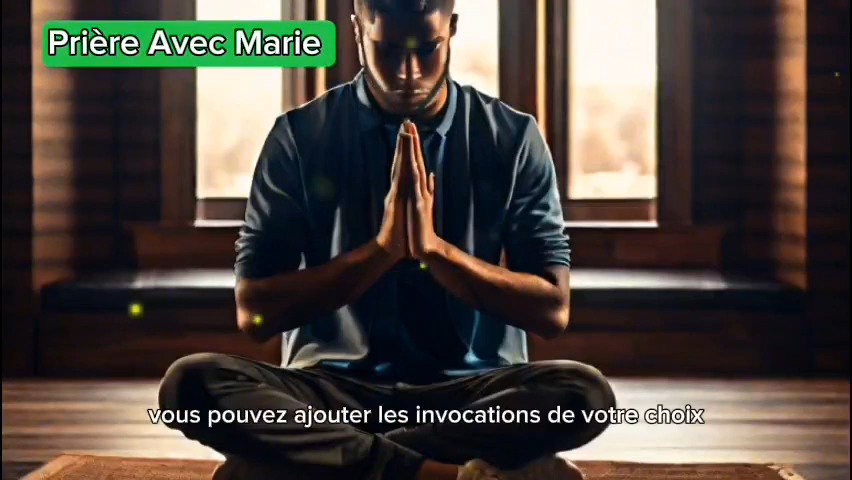 Prière Avec Marie
vous pouvez ajouter les invocations de votre choix